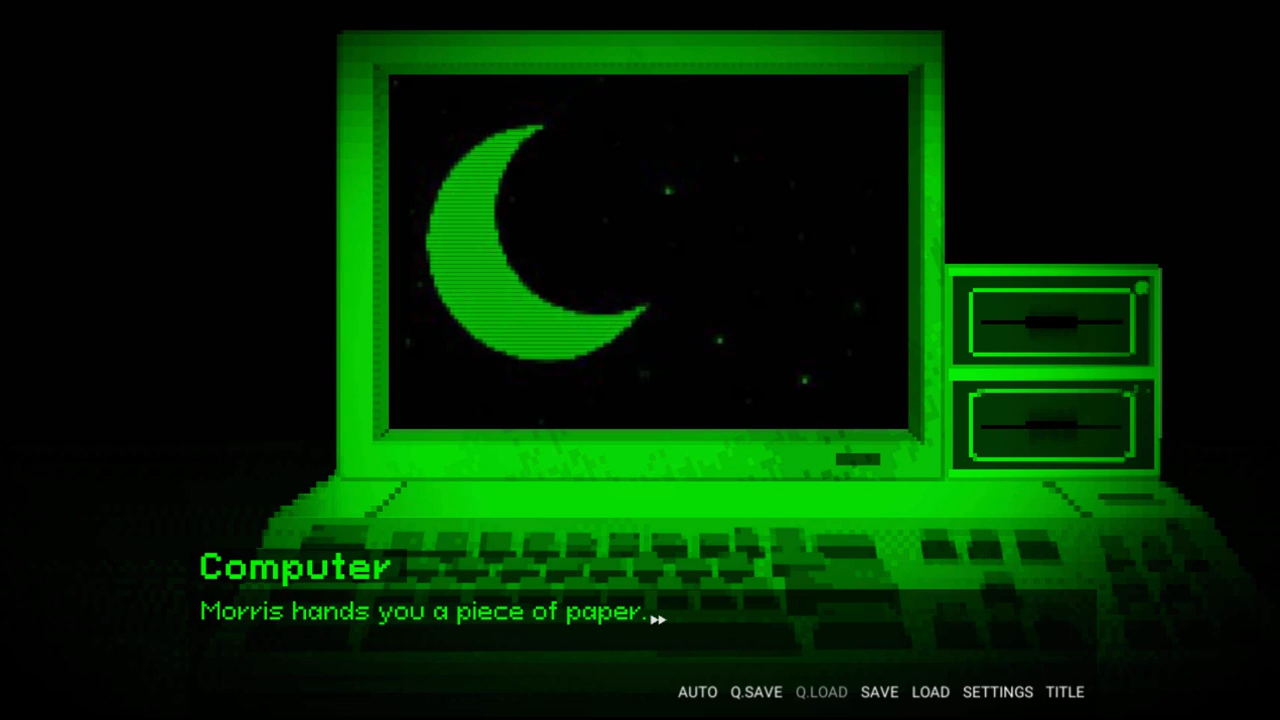 Computer
Morris hands you a piece of paper.
AUTO Q.SAVE Q.LOAD SAVE LOAD SETTINGS TITLE